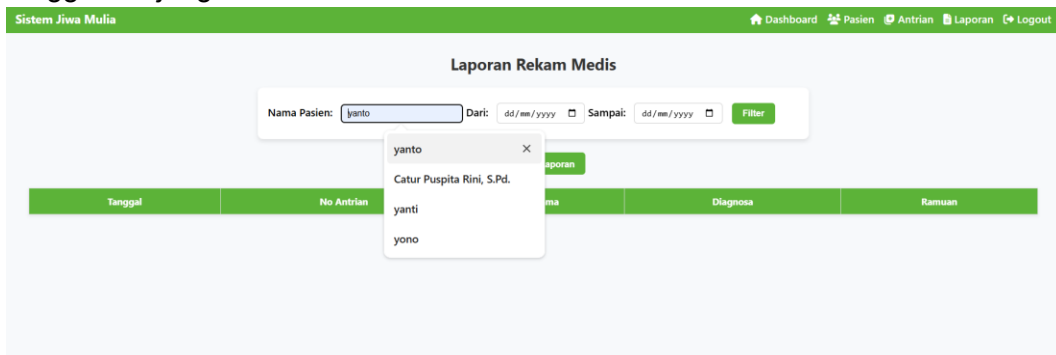 Sistem Jiwa Mulia Dashboard Pasien Antrian Laporan Logout
Laporan Rekam Medis
Nama Pasien: yanto Dari: dd/mm/yyyy Sampai: dd/mm/yyyy Filter
yanto
aporan
Catur Puspita Rini, S.Pd.
Tanggal No Antrian ma Diagnosa Ramuan
yanti
yono